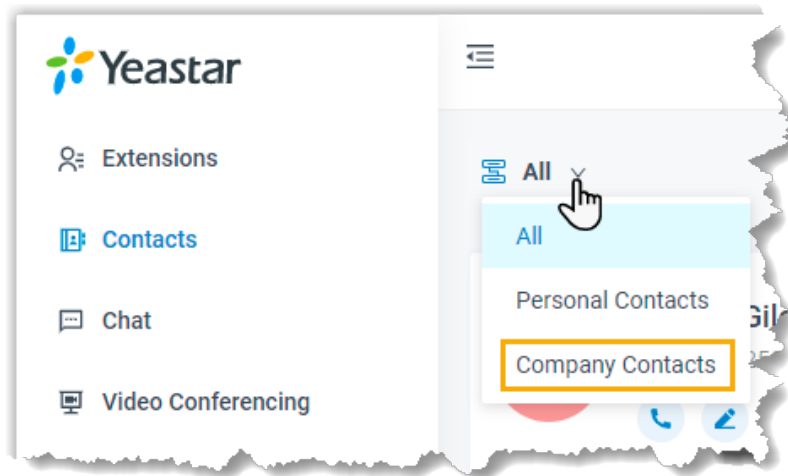 Yeastar
Extensions
All
Contacts
All
Chat
Personal Contacts
Company Contacts
Video Conferencing